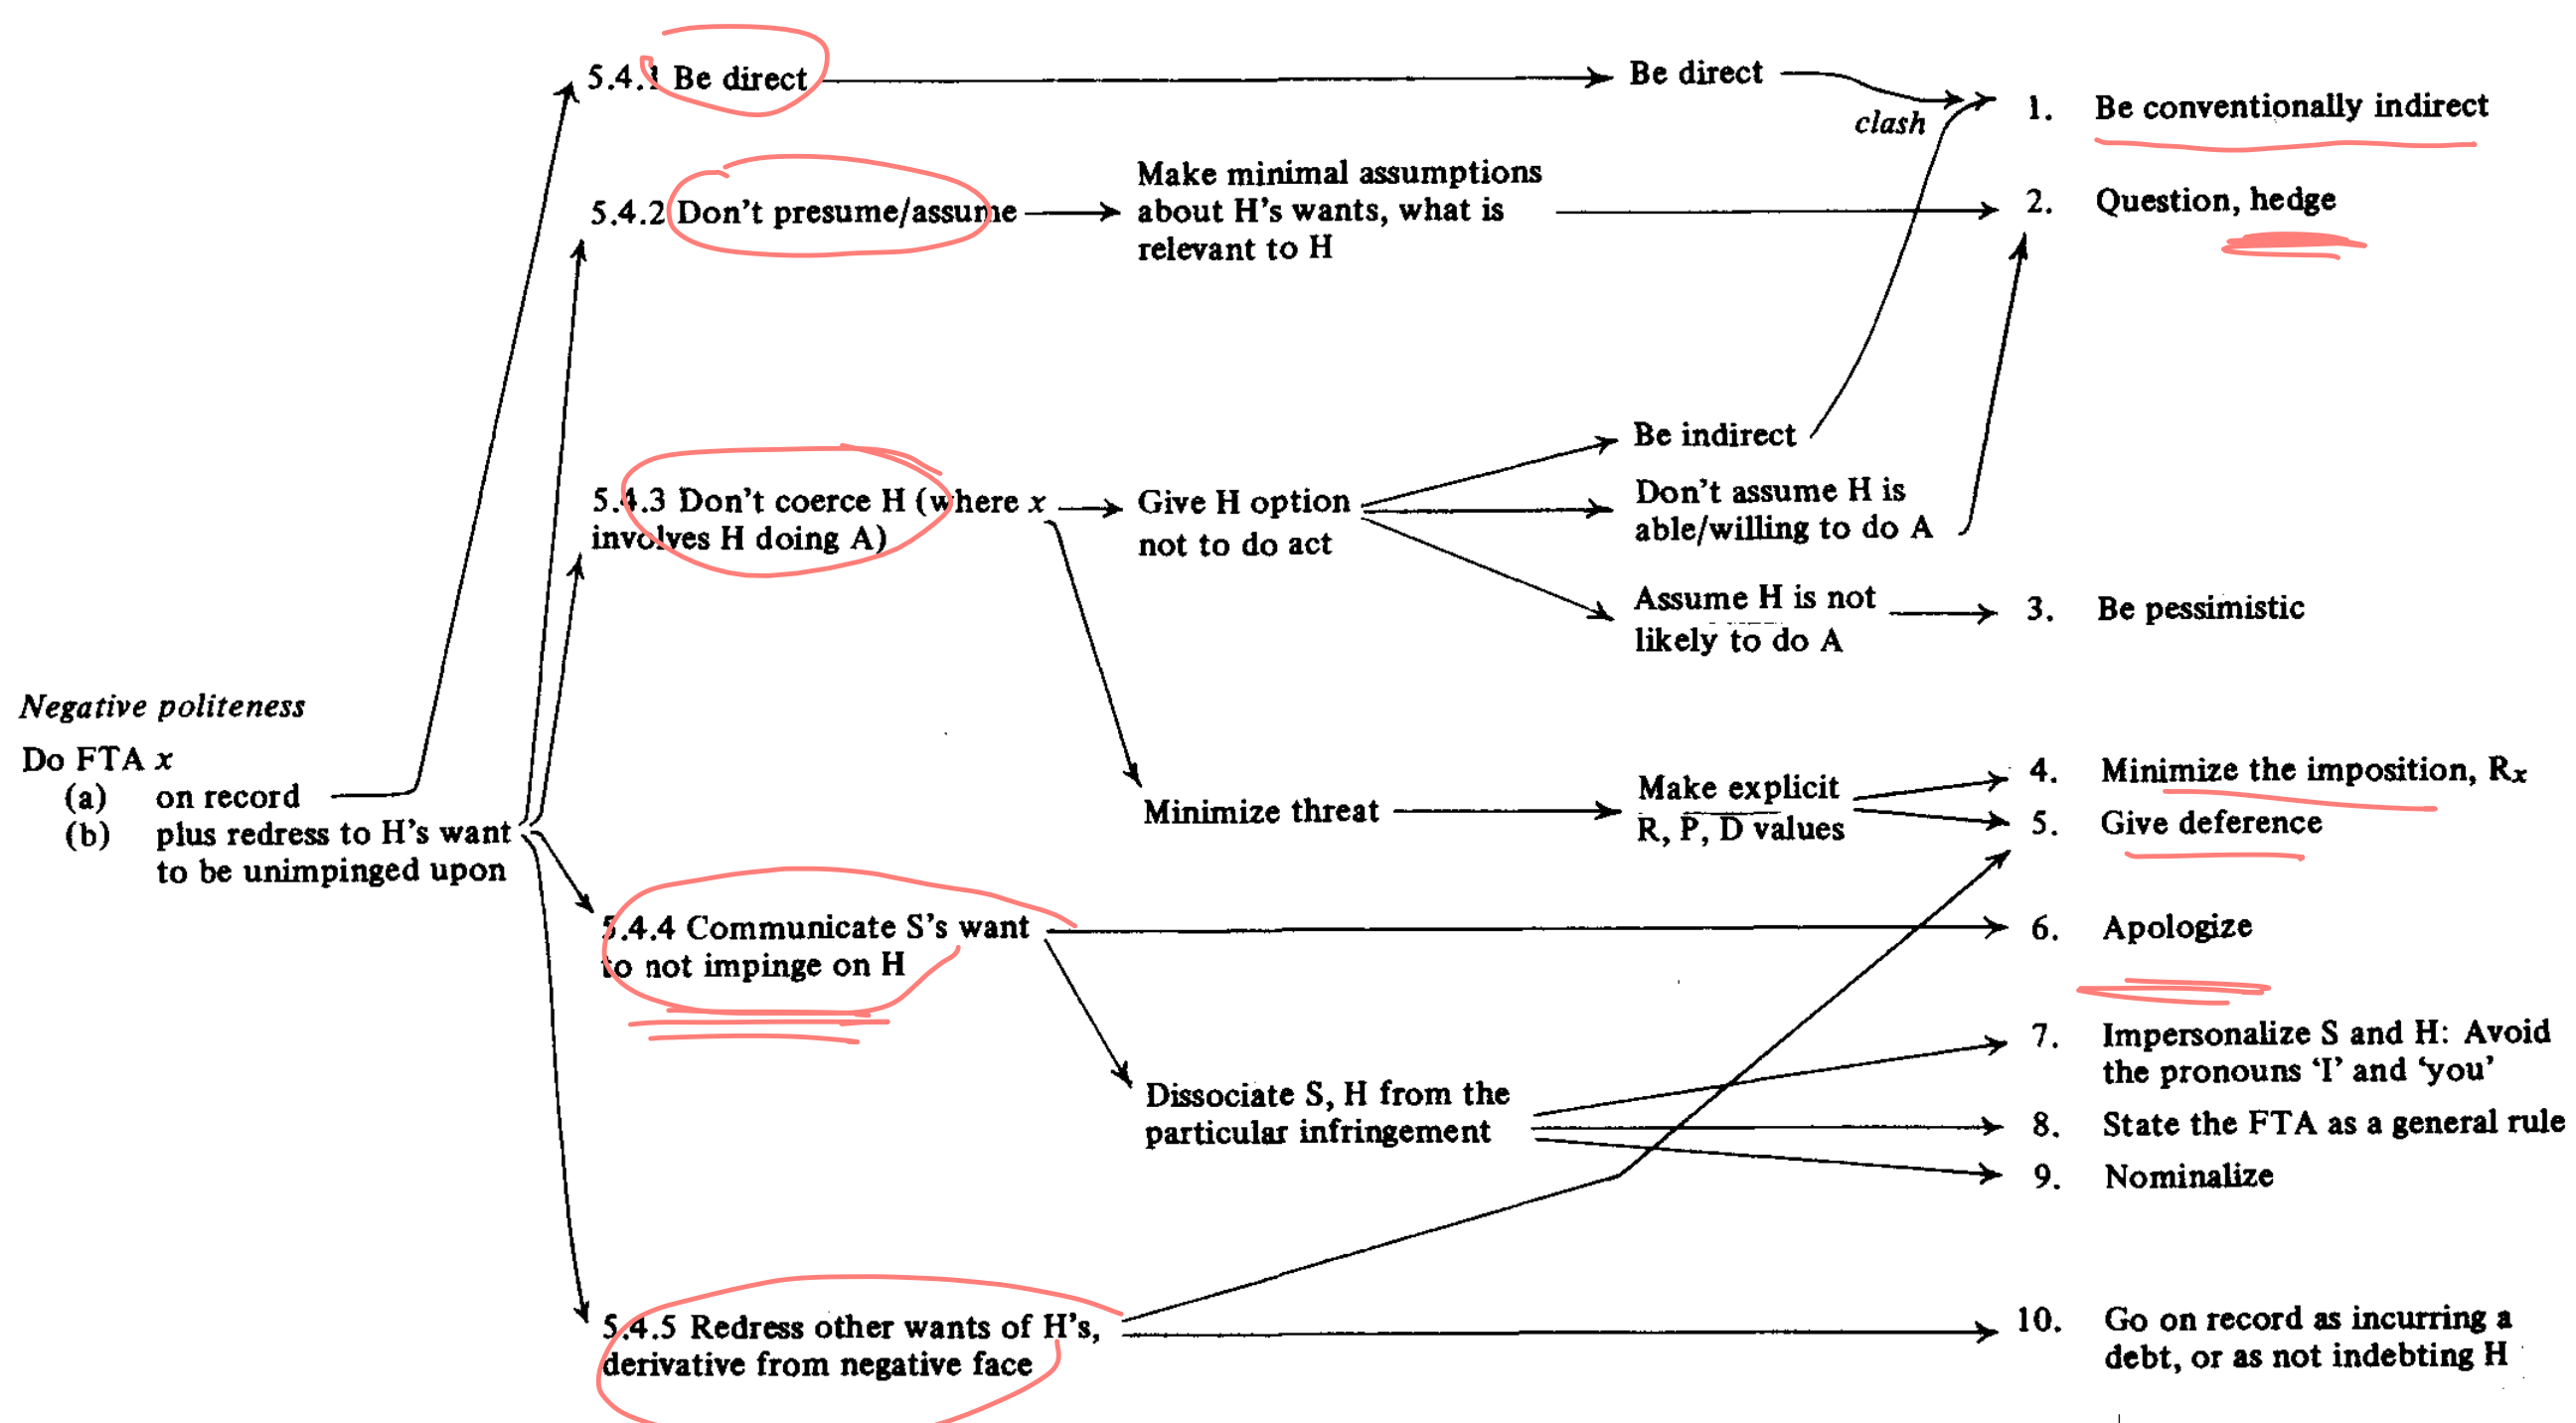 5.4.1 Be direct
Be direct
clash
1. Be conventionally indirect
5.4.2 Don't presume/assume
Make minimal assumptions
about H's wants, what is
relevant to H
2. Question, hedge
5.4.3 Don't coerce H (where x
involves H doing A)
Give H option
not to do act
Be indirect
Don't assume H is
able/willing to do A
Assume H is not
likely to do A
3. Be pessimistic
Negative politeness
Do FTA x
(a) on record
(b) plus redress to H's want
to be unimpinged upon
Minimize threat
Make explicit
R, P, D values
4. Minimize the imposition, Rx
5. Give deference
5.4.4 Communicate S's want
to not impinge on H
6. Apologize
Dissociate S, H from the
particular infringement
7. Impersonalize S and H: Avoid
the pronouns ‘I’ and ‘you’
8. State the FTA as a general rule
9. Nominalize
5.4.5 Redress other wants of H's,
derivative from negative face
10. Go on record as incurring a
debt, or as not indebting H